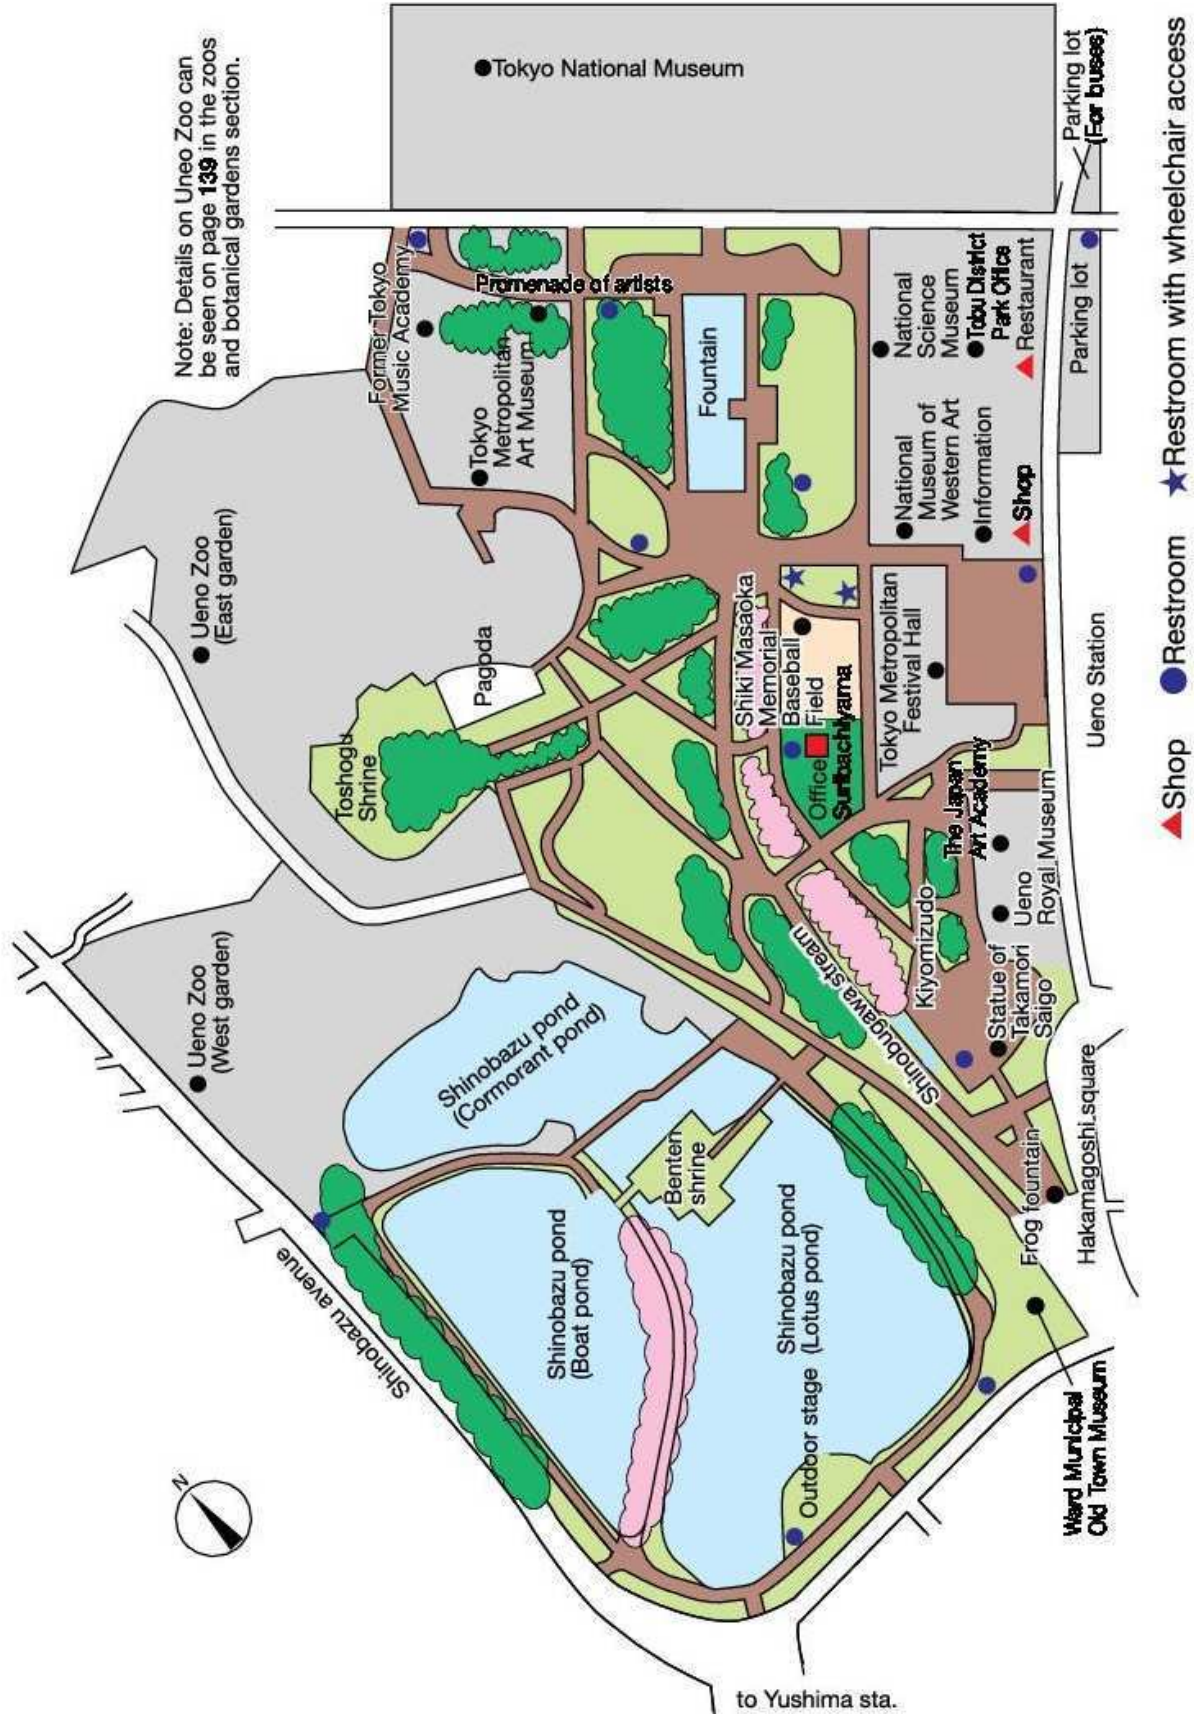 Note: Details on Uneo Zoo can
be seen on page 139 in the zoos
and botanical gardens section.
Tokyo National Museum
Parking lot
(For buses)
Former Tokyo
Music Academy
Promenade of artists
Tokyo
Metropolitan
Art Museum
Fountain
National
Science
Museum
Tobu District
Park Office
Restaurant
Parking lot
National
Museum of
Western Art
Information
Shop
Ueno Zoo
(East garden)
Pagoda
Toshogu
Shrine
Shiki Masaoka
Memorial
Baseball
Field
Office
Suribachiyama
Tokyo Metropolitan
Festival Hall
Ueno Station
The Japan
Art Academy
Ueno
Royal Museum
Kiyomizudo
Statue of
Takamori
Saigo
Shinobugawa stream
Ueno Zoo
(West garden)
Shinobazu pond
(Cormorant pond)
Benten
shrine
Shinobazu pond
(Boat pond)
Shinobazu pond
(Lotus pond)
Outdoor stage
Shinobazu avenue
Frog fountain
Hakamagoshi square
Ward Municipal
Old Town Museum
N
to Yushima sta.
Shop
Restroom
Restroom with wheelchair access